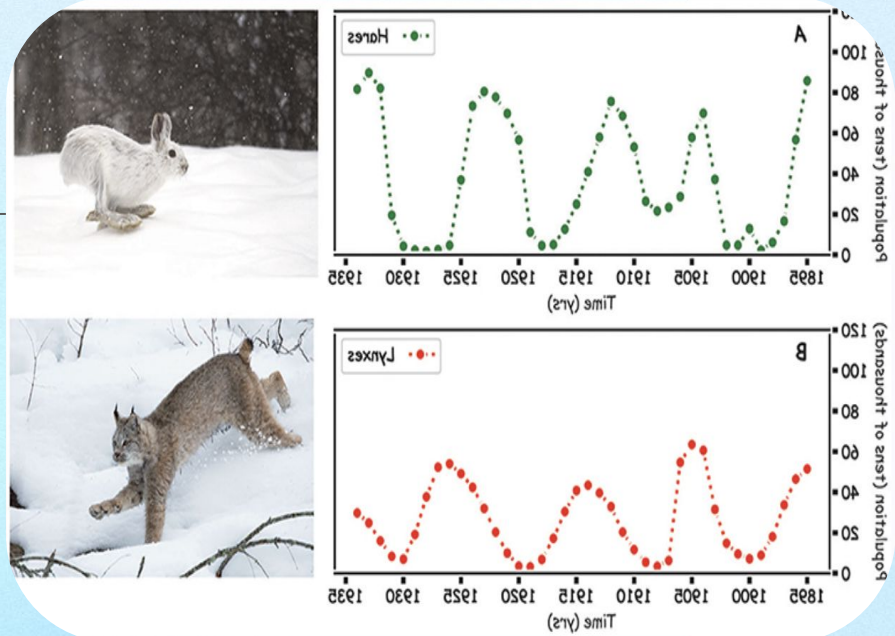 A
Hares
100
80
60
40
20
0
Population (tens of thous
1895 1900 1905 1910 1915 1920 1925 1930 1935
Time (yrs)
B
Lynxes
120
100
80
60
40
20
0
Population (tens of thousands)
1895 1900 1905 1910 1915 1920 1925 1930 1935
Time (yrs)